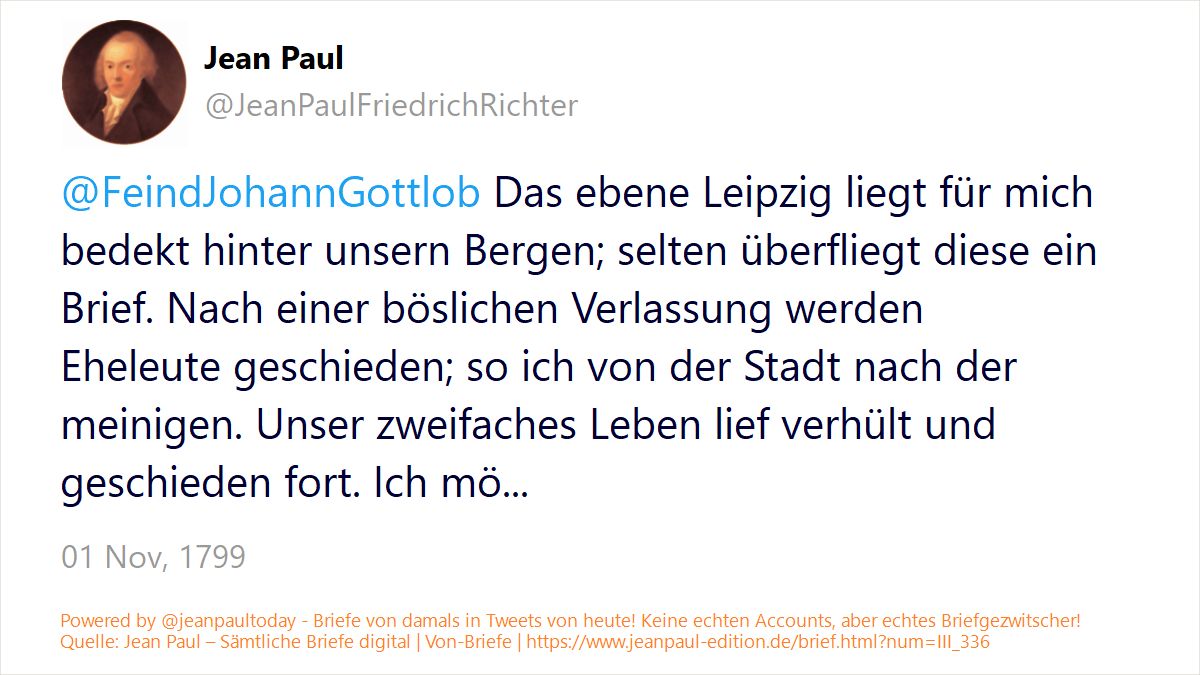 Jean Paul
@JeanPaulFriedrichRichter
@FeindJohannGottlob Das ebene Leipzig liegt für mich
bedekt hinter unsern Bergen; selten überfliegt diese ein
Brief. Nach einer böslichen Verlassung werden
Eheleute geschieden; so ich von der Stadt nach der
meinigen. Unser zweifaches Leben lief verhült und
geschieden fort. Ich mö...
01 Nov, 1799
Powered by @jeanpaultoday - Briefe von damals in Tweets von heute! Keine echten Accounts, aber echtes Briefgezwitscher!
Quelle: Jean Paul – Sämtliche Briefe digital | Von-Briefe | https://www.jeanpaul-edition.de/brief.html?num=III_336